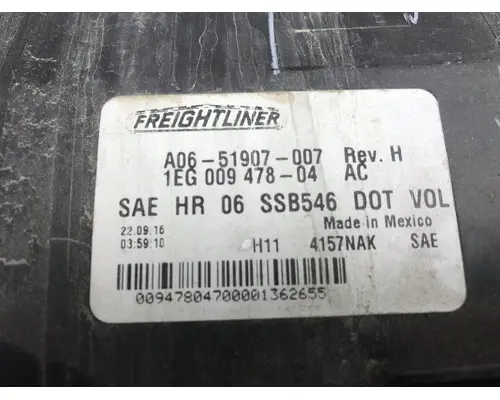 FREIGHTLINER
A06-51907-007 Rev. H
1EG 009 478-04 AC
SAE HR 06 SSB546 DOT VOL
Made in Mexico
22.09.16
03:59:10
H11 4157NAK SAE
00947804700001362655